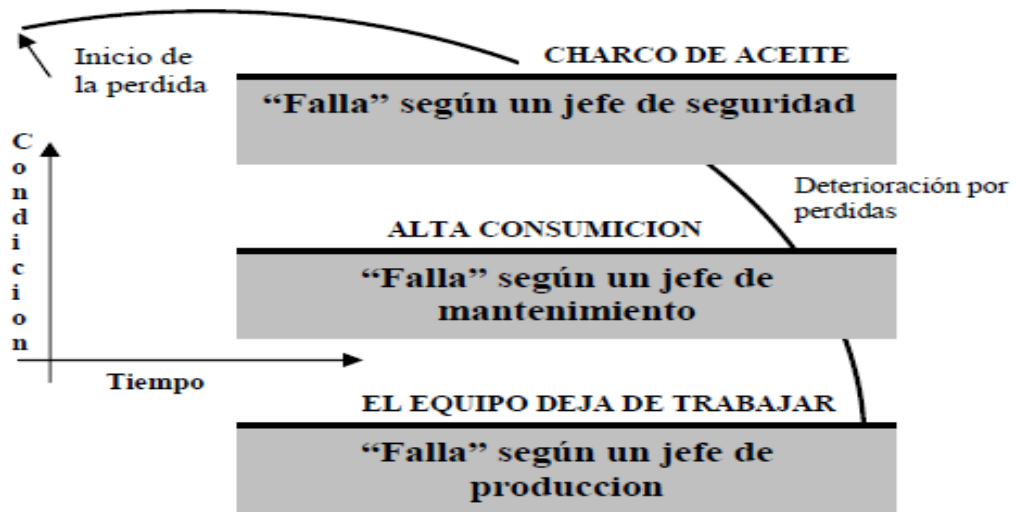 CHARCO DE ACEITE
Inicio de
la perdida
“Falla” según un jefe de seguridad
Condicion
Deterioración por
perdidas
ALTA CONSUMICION
“Falla” según un jefe de
mantenimiento
Tiempo
EL EQUIPO DEJA DE TRABAJAR
“Falla” según un jefe de
produccion